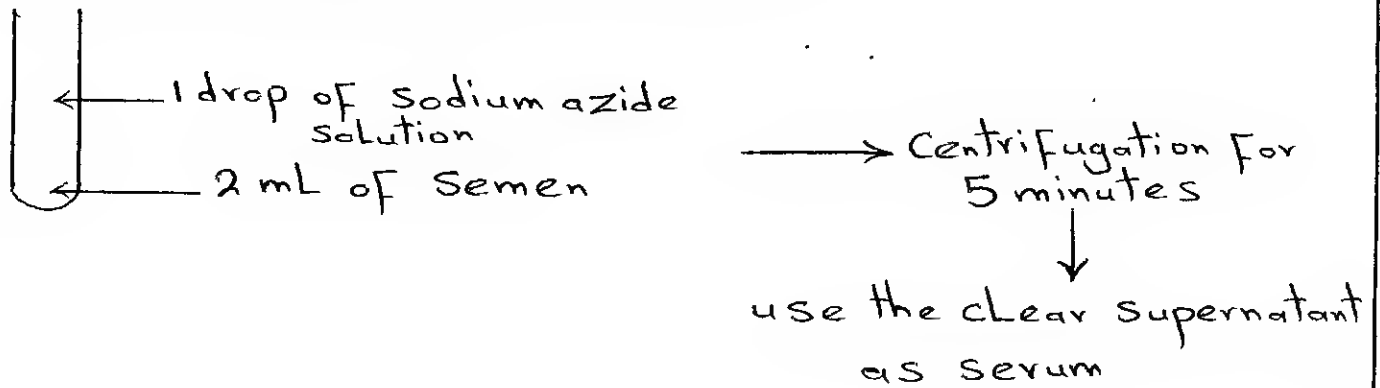 1 drop of sodium azide
solution
2 mL of semen
Centrifugation for
5 minutes
use the clear supernatant
as serum